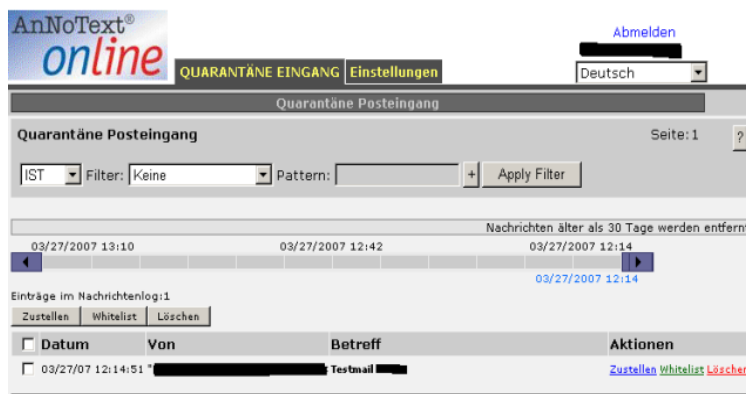 AnNoText®
online
Abmelden
QUARANTÄNE EINGANG Einstellungen
Deutsch
Quarantäne Posteingang
Quarantäne Posteingang Seite:1 ?
IST Filter: Keine Pattern: + Apply Filter
Nachrichten älter als 30 Tage werden entfernt
03/27/2007 13:10 03/27/2007 12:42 03/27/2007 12:14
03/27/2007 12:14
Einträge im Nachrichtenlog:1
Zustellen Whitelist Löschen
Datum Von Betreff Aktionen
03/27/07 12:14:51 " Testmail Zustellen Whitelist Löschen